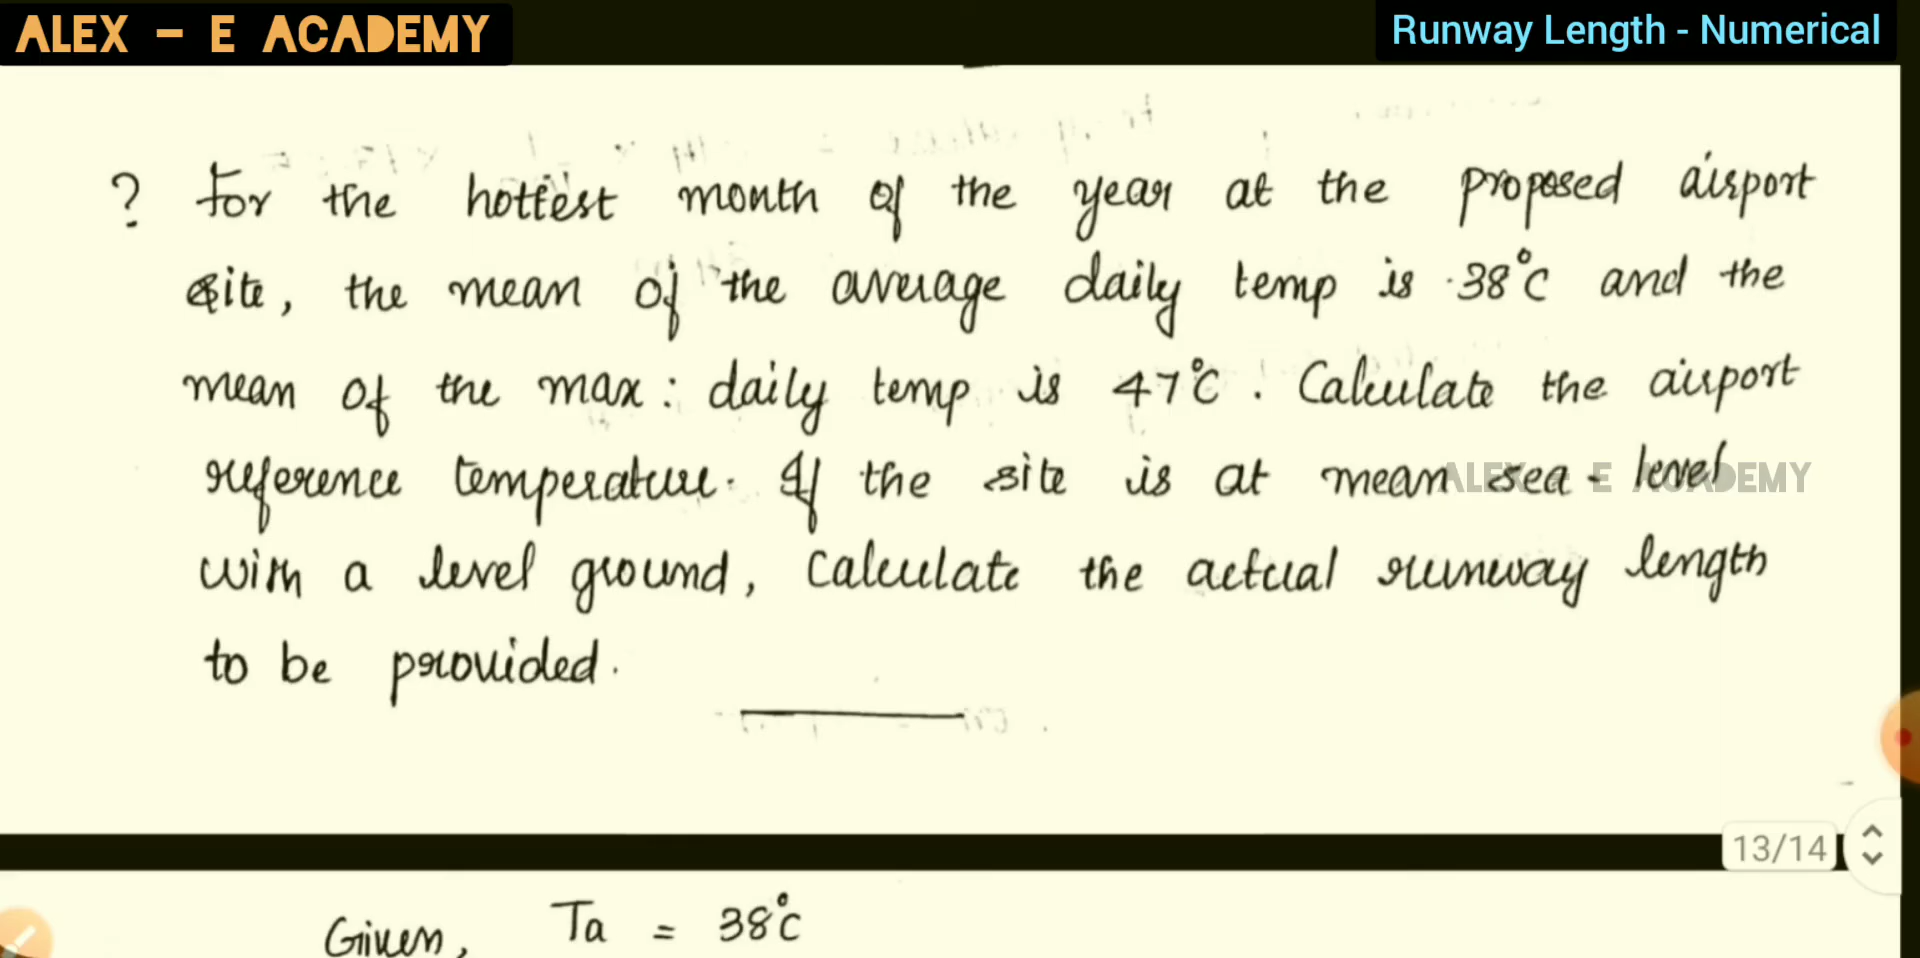 ALEX - E ACADEMY
Runway Length - Numerical
? For the hottest month of the year at the proposed airport
site, the mean of the average daily temp is 38°C and the
mean of the max: daily temp is 47°C. Calculate the airport
reference temperature. If the site is at mean sea-level
ALEX - E ACADEMY
with a level ground, calculate the actual runway length
to be provided.
13/14
Given, Ta = 38°C